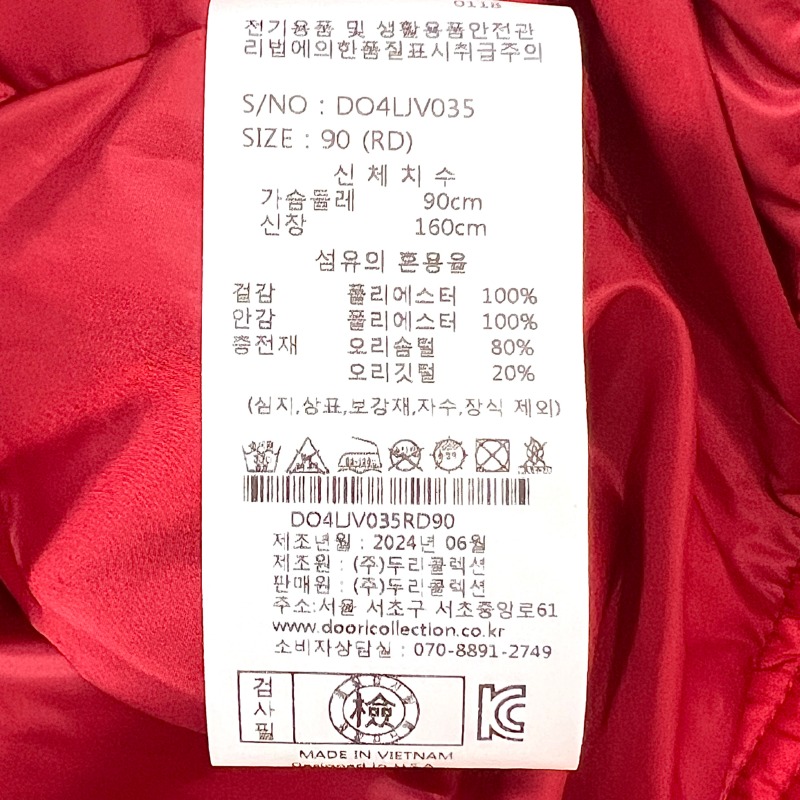 0118
전기용품 및 생활용품안전관
리법에의한품질표시취급주의
S/NO : DO4LJV035
SIZE : 90 (RD)
신 체 치 수
가슴둘레 90cm
신장 160cm
섬유의 혼용율
겉감 폴리에스터 100%
안감 폴리에스터 100%
충전재 오리솜털 80%
오리깃털 20%
(심지,상표,보강재,자수,장식 제외)
DO4LJV035RD90
제조년월 : 2024년 06월
제조원 : (주)두리콜렉션
판매원 : (주)두리콜렉션
주소:서울 서초구 서초중앙로61
www.dooricollection.co.kr
소비자상담실 : 070-8891-2749
검사필
檢
KC
MADE IN VIETNAM
Designed in